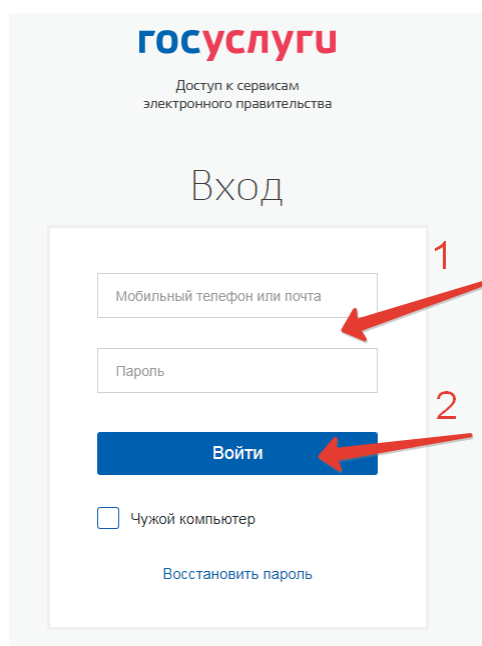 госуслуги
Доступ к сервисам
электронного правительства
Вход
1
Мобильный телефон или почта
Пароль
2
Войти
Чужой компьютер
Восстановить пароль